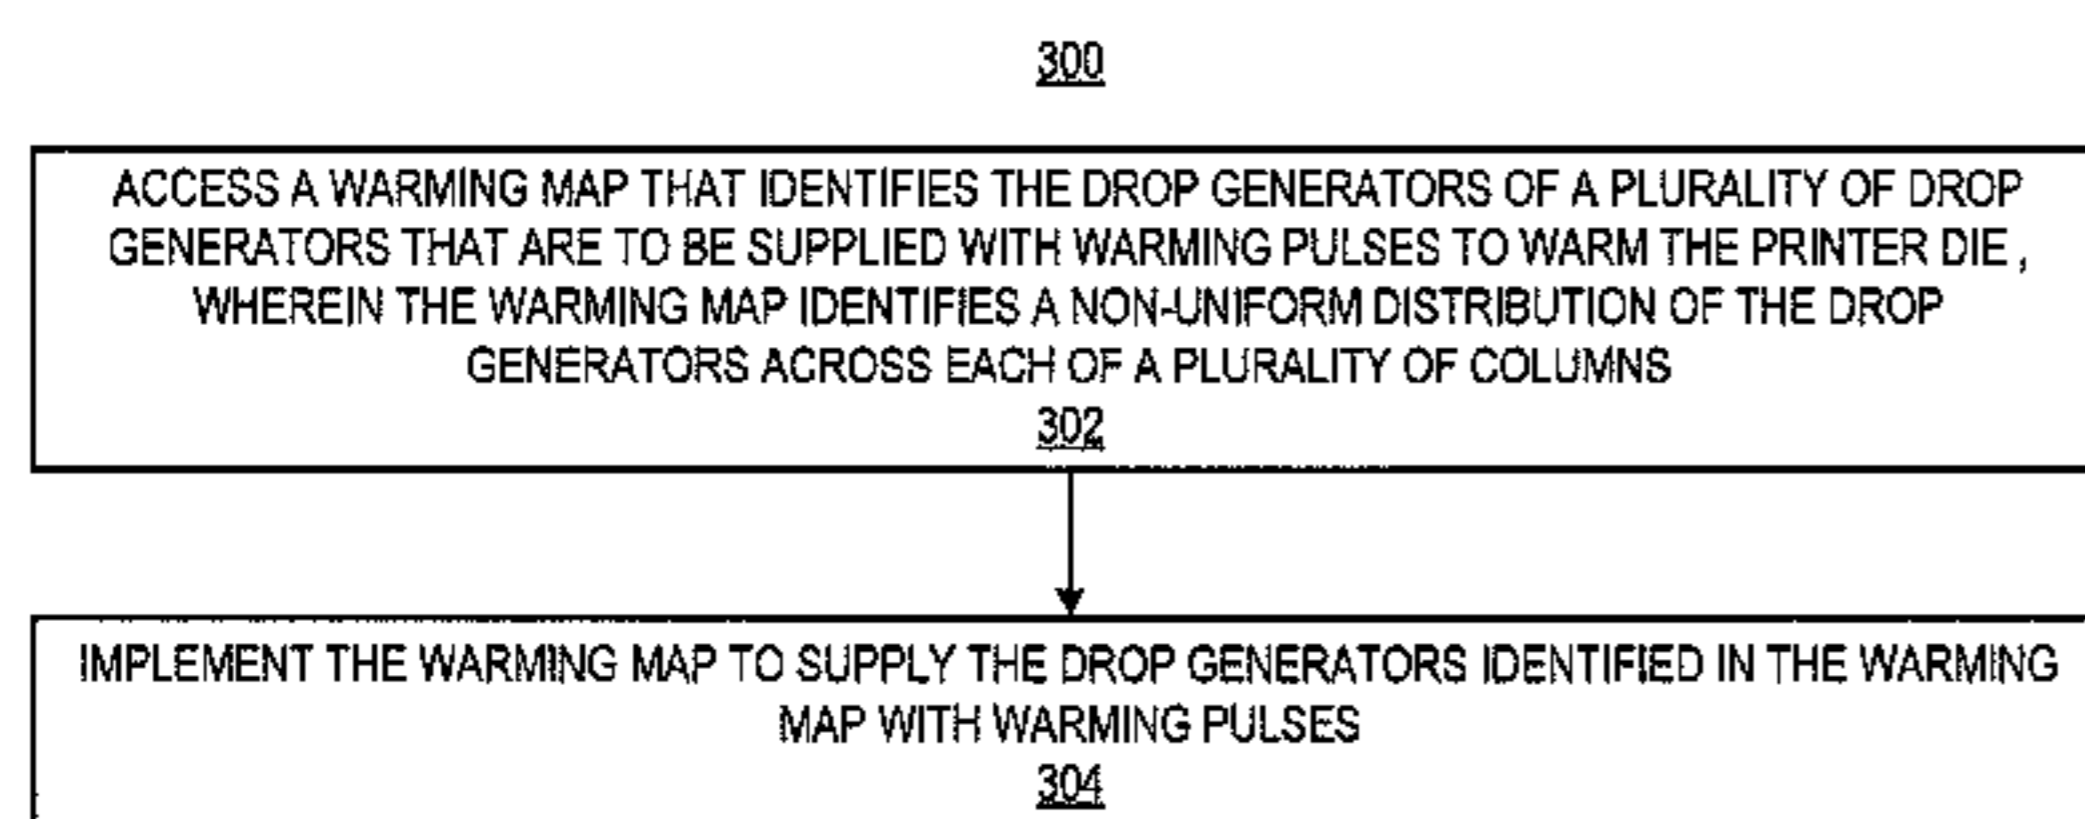 300
ACCESS A WARMING MAP THAT IDENTIFIES THE DROP GENERATORS OF A PLURALITY OF DROP
GENERATORS THAT ARE TO BE SUPPLIED WITH WARMING PULSES TO WARM THE PRINTER DIE ,
WHEREIN THE WARMING MAP IDENTIFIES A NON-UNIFORM DISTRIBUTION OF THE DROP
GENERATORS ACROSS EACH OF A PLURALITY OF COLUMNS
302
IMPLEMENT THE WARMING MAP TO SUPPLY THE DROP GENERATORS IDENTIFIED IN THE WARMING
MAP WITH WARMING PULSES
304